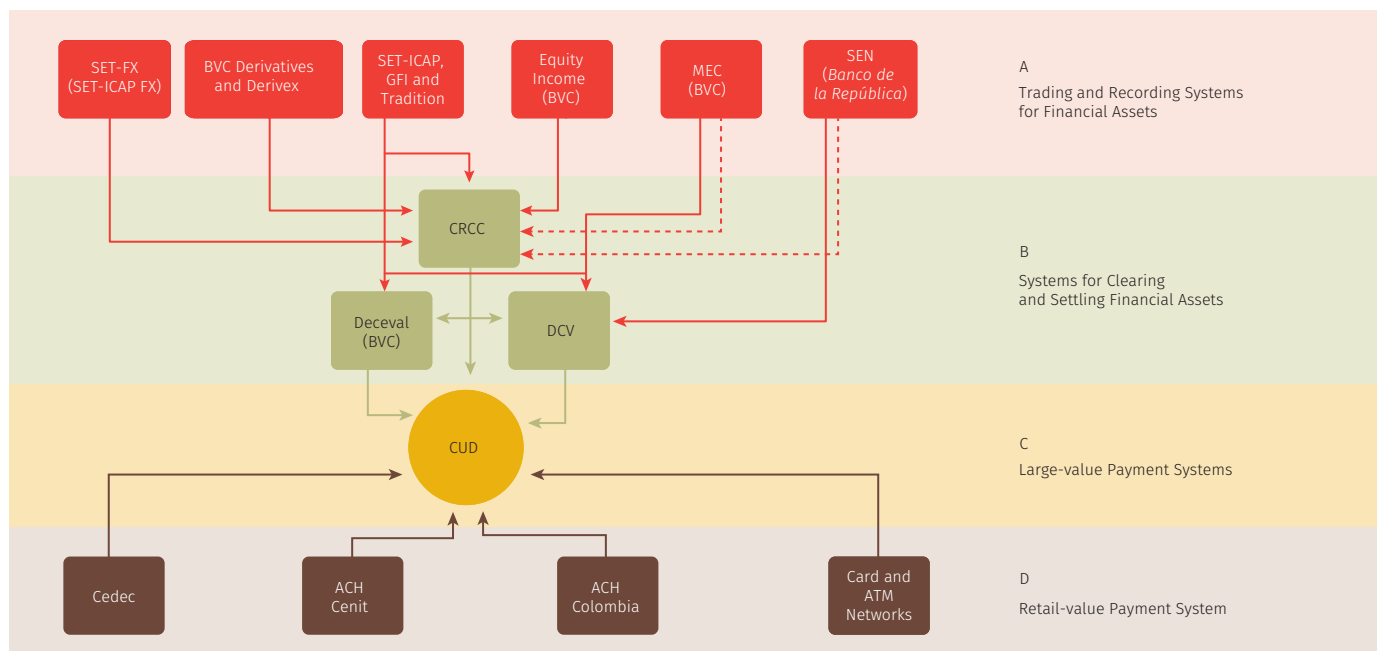 SET-FX
(SET-ICAP FX)
BVC Derivatives
and Derivex
SET-ICAP,
GFI and
Tradition
Equity
Income
(BVC)
MEC
(BVC)
SEN
(Banco de
la República)
A
Trading and Recording Systems
for Financial Assets
CRCC
Deceval
(BVC)
DCV
B
Systems for Clearing
and Settling Financial Assets
CUD
C
Large-value Payment Systems
Cedec
ACH
Cenit
ACH
Colombia
Card and
ATM
Networks
D
Retail-value Payment System